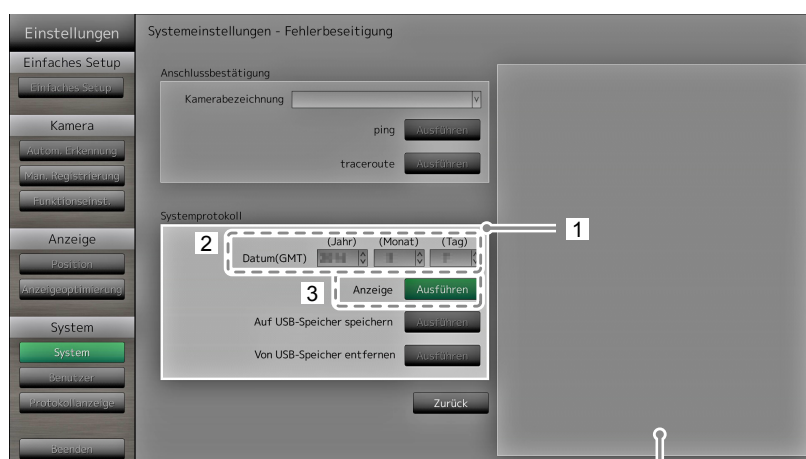 Einstellungen
Einfaches Setup
Einfaches Setup
Kamera
Autom. Erkennung
Man. Registrierung
Funktionseinst.
Anzeige
Position
Anzeigeoptimierung
System
System
Benutzer
Protokollanzeige
Beenden
Systemeinstellungen - Fehlerbeseitigung
Anschlussbestätigung
Kamerabezeichnung
ping Ausführen
traceroute Ausführen
Systemprotokoll
1
2
(Jahr) (Monat) (Tag)
Datum(GMT)
3
Anzeige Ausführen
Auf USB-Speicher speichern Ausführen
Von USB-Speicher entfernen Ausführen
Zurück